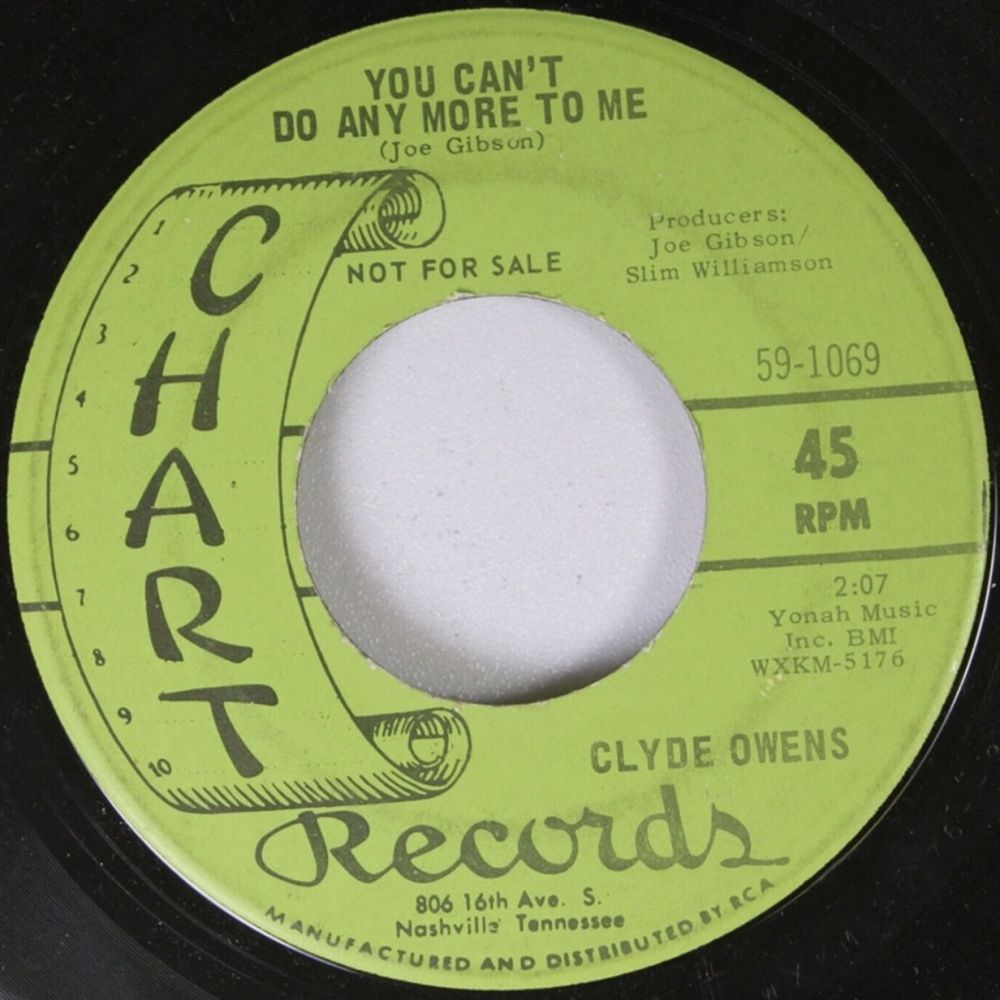 YOU CAN'T
DO ANY MORE TO ME
(Joe Gibson)
1
2
3
4
5
6
7
8
9
10
CHART
NOT FOR SALE
Producers:
Joe Gibson/
Slim Williamson
59-1069
45
RPM
2:07
Yonah Music
Inc. BMI
WXKM-5176
CLYDE OWENS
Records
806 16th Ave. S.
Nashville Tennessee
MANUFACTURED AND DISTRIBUTED BY RCA